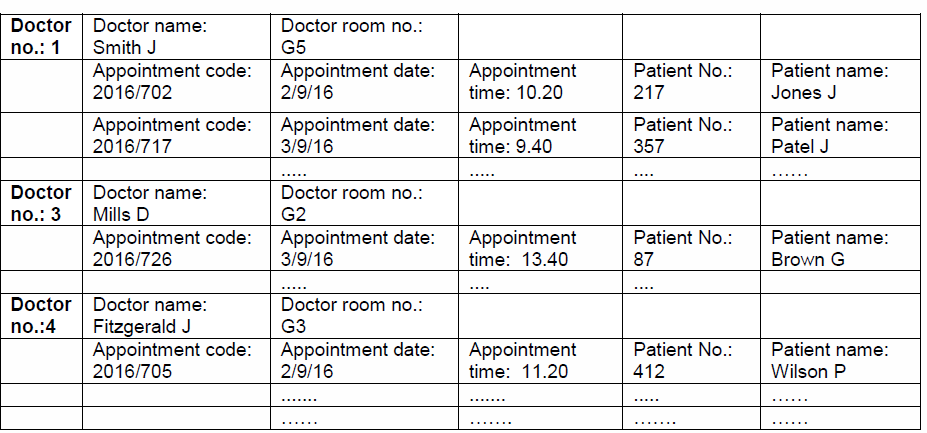 Doctor no.: 1 Doctor name: Smith J Doctor room no.: G5
Appointment code: 2016/702 Appointment date: 2/9/16 Appointment time: 10.20 Patient No.: 217 Patient name: Jones J
Appointment code: 2016/717 Appointment date: 3/9/16 Appointment time: 9.40 Patient No.: 357 Patient name: Patel J
..... ..... .... ……
Doctor no.: 3 Doctor name: Mills D Doctor room no.: G2
Appointment code: 2016/726 Appointment date: 3/9/16 Appointment time: 13.40 Patient No.: 87 Patient name: Brown G
..... .... ....
Doctor no.:4 Doctor name: Fitzgerald J Doctor room no.: G3
Appointment code: 2016/705 Appointment date: 2/9/16 Appointment time: 11.20 Patient No.: 412 Patient name: Wilson P
....... ....... ..... ……
…… ……. ……. ……